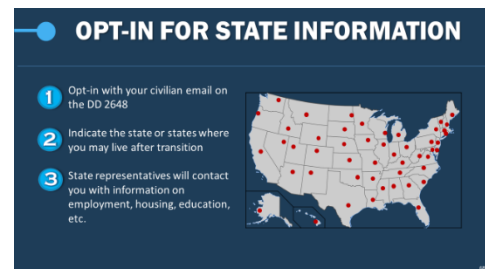 OPT-IN FOR STATE INFORMATION
1 Opt-in with your civilian email on
the DD 2648
2 Indicate the state or states where
you may live after transition
3 State representatives will contact
you with information on
employment, housing, education,
etc.